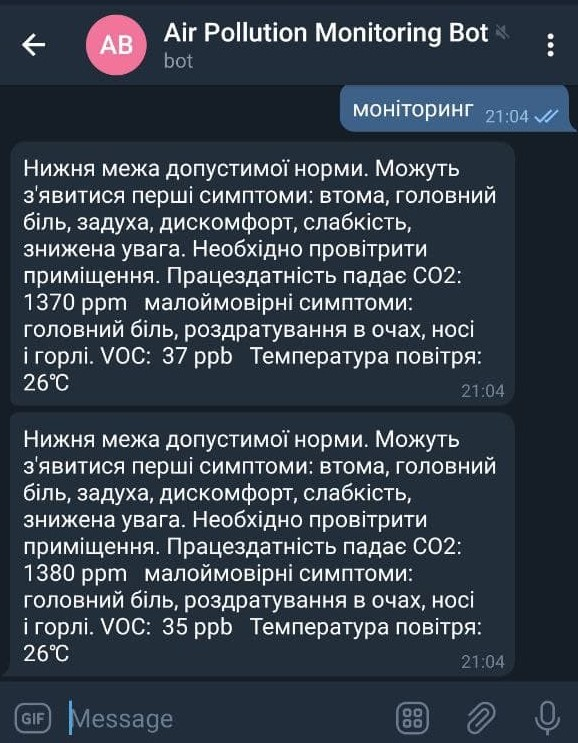 AB
Air Pollution Monitoring Bot
bot
моніторинг 21:04
Нижня межа допустимої норми. Можуть
з'явитися перші симптоми: втома, головний
біль, задуха, дискомфорт, слабкість,
знижена увага. Необхідно провітрити
приміщення. Працездатність падає CO2:
1370 ppm малоймовірні симптоми:
головний біль, роздратування в очах, носі
і горлі. VOC: 37 ppb Температура повітря:
26℃
21:04
Нижня межа допустимої норми. Можуть
з'явитися перші симптоми: втома, головний
біль, задуха, дискомфорт, слабкість,
знижена увага. Необхідно провітрити
приміщення. Працездатність падає CO2:
1380 ppm малоймовірні симптоми:
головний біль, роздратування в очах, носі
і горлі. VOC: 35 ppb Температура повітря:
26℃
21:04
GIF Message